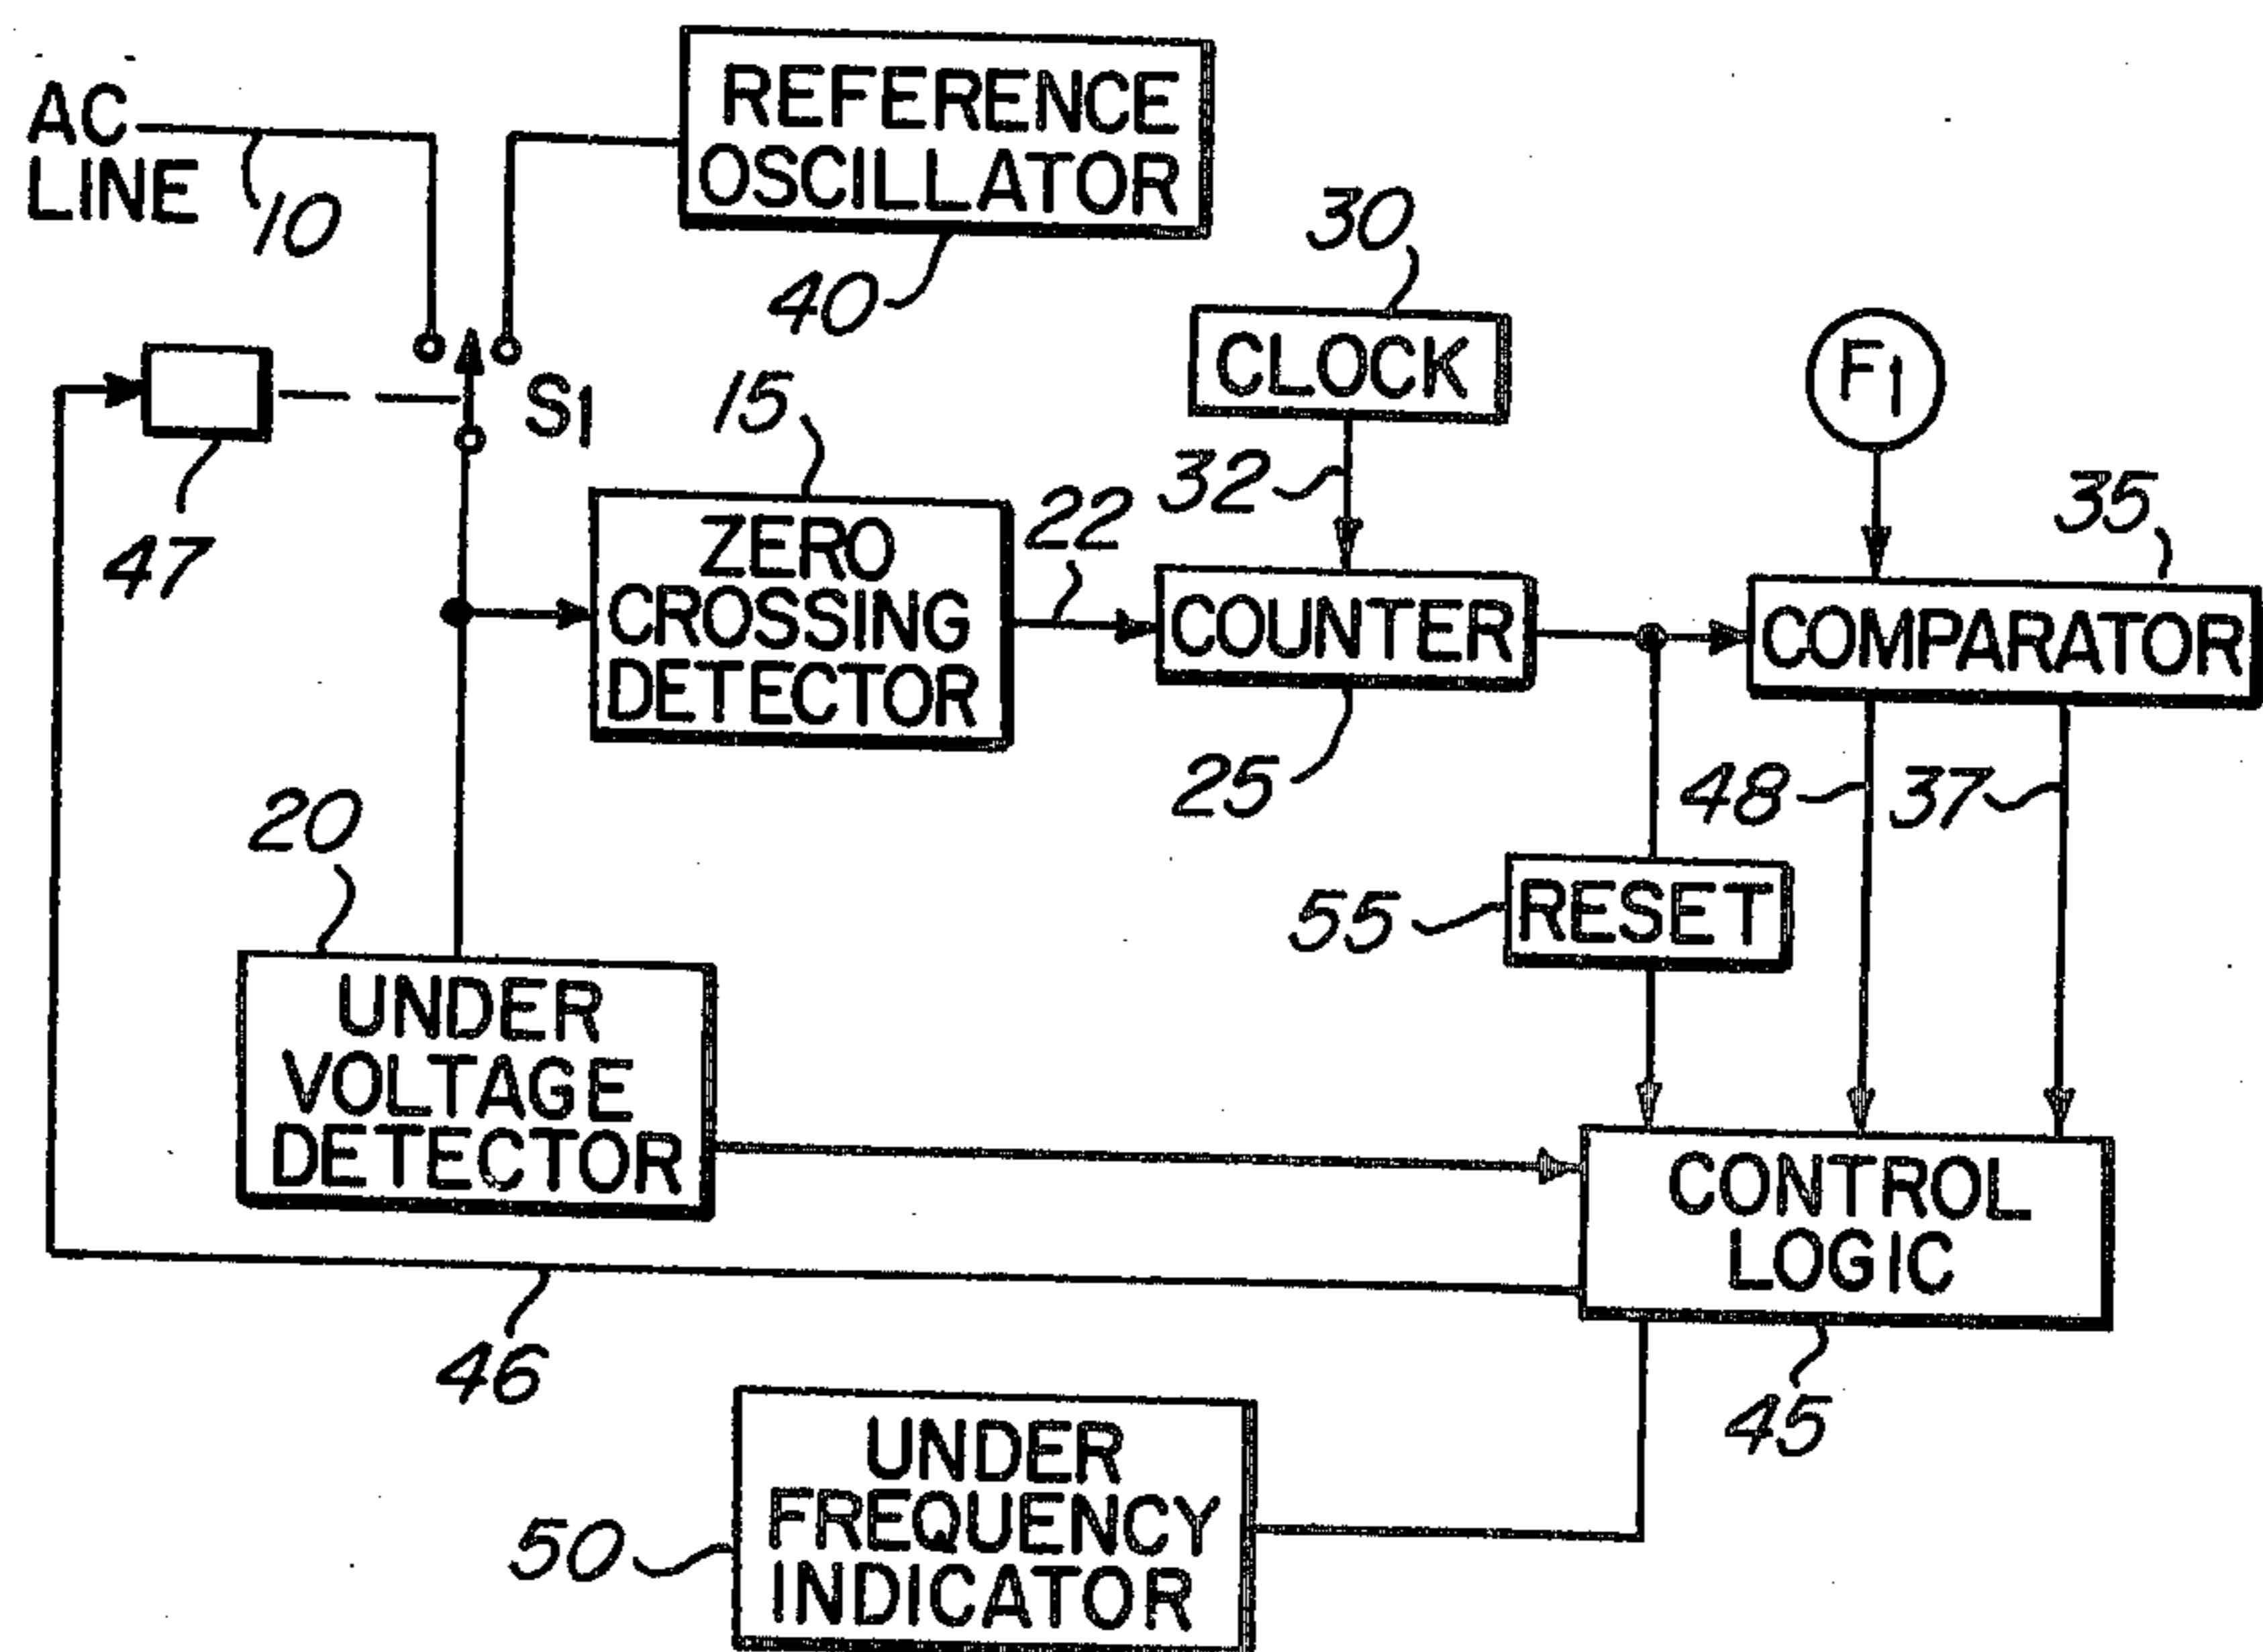 AC
LINE
10
REFERENCE
OSCILLATOR
40
30
CLOCK
F1
S1
15
32
35
47
ZERO
CROSSING
DETECTOR
22
COUNTER
COMPARATOR
25
48
37
20
55
RESET
UNDER
VOLTAGE
DETECTOR
CONTROL
LOGIC
46
45
UNDER
FREQUENCY
INDICATOR
50